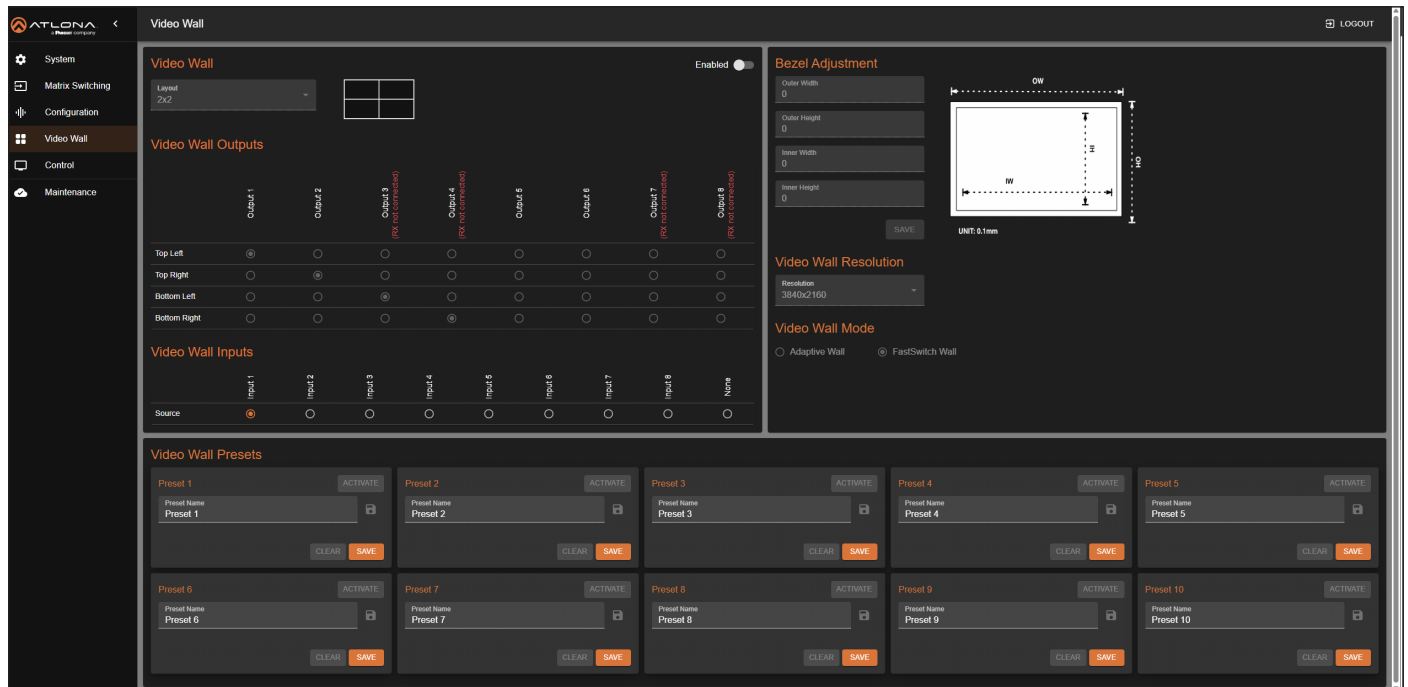 ATLONA
a Panduit company
Video Wall
LOGOUT
System
Matrix Switching
Configuration
Video Wall
Control
Maintenance
Video Wall
Enabled
Layout
2x2
Video Wall Outputs
Output 1
Output 2
Output 3
(RX not connected)
Output 4
(RX not connected)
Output 5
Output 6
Output 7
(RX not connected)
Output 8
(RX not connected)
Top Left
Top Right
Bottom Left
Bottom Right
Video Wall Inputs
Input 1
Input 2
Input 3
Input 4
Input 5
Input 6
Input 7
Input 8
None
Source
Bezel Adjustment
Outer Width
0
Outer Height
0
Inner Width
0
Inner Height
0
SAVE
OW
IH
OH
IW
UNIT: 0.1mm
Video Wall Resolution
Resolution
3840x2160
Video Wall Mode
Adaptive Wall
FastSwitch Wall
Video Wall Presets
Preset 1 ACTIVATE
Preset Name
Preset 1
CLEAR SAVE
Preset 2 ACTIVATE
Preset Name
Preset 2
CLEAR SAVE
Preset 3 ACTIVATE
Preset Name
Preset 3
CLEAR SAVE
Preset 4 ACTIVATE
Preset Name
Preset 4
CLEAR SAVE
Preset 5 ACTIVATE
Preset Name
Preset 5
CLEAR SAVE
Preset 6 ACTIVATE
Preset Name
Preset 6
CLEAR SAVE
Preset 7 ACTIVATE
Preset Name
Preset 7
CLEAR SAVE
Preset 8 ACTIVATE
Preset Name
Preset 8
CLEAR SAVE
Preset 9 ACTIVATE
Preset Name
Preset 9
CLEAR SAVE
Preset 10 ACTIVATE
Preset Name
Preset 10
CLEAR SAVE